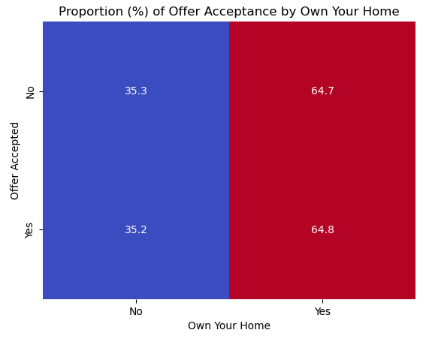 Proportion (%) of Offer Acceptance by Own Your Home
Offer Accepted
No
35.3
64.7
Yes
35.2
64.8
No
Yes
Own Your Home